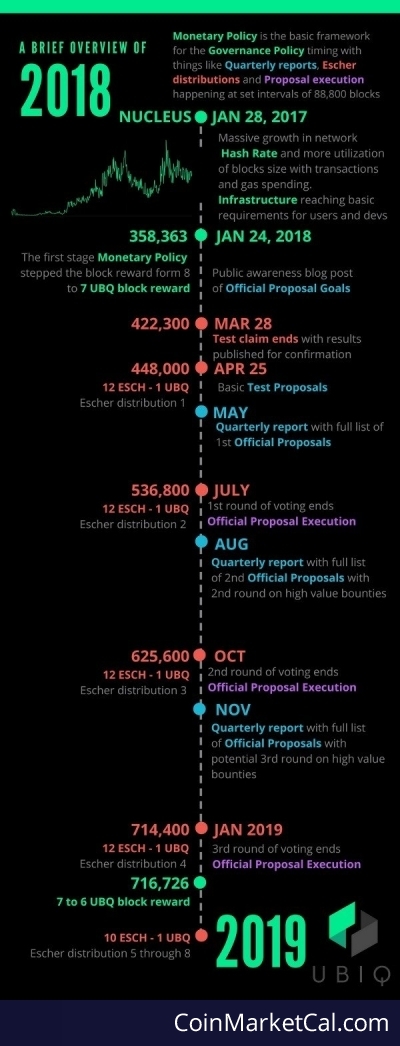 A BRIEF OVERVIEW OF
2018
Monetary Policy is the basic framework
for the Governance Policy timing with
things like Quarterly reports, Escher
distributions and Proposal execution
happening at set intervals of 88,800 blocks
NUCLEUS JAN 28, 2017
Massive growth in network
Hash Rate and more utilization
of blocks size with transactions
and gas spending.
Infrastructure reaching basic
requirements for users and devs
358,363 JAN 24, 2018
The first stage Monetary Policy
stepped the block reward form 8
to 7 UBQ block reward
Public awareness blog post
of Official Proposal Goals
422,300 MAR 28
Test claim ends with results
published for confirmation
448,000 APR 25
12 ESCH - 1 UBQ
Escher distribution 1
Basic Test Proposals
MAY
Quarterly report with full list of
1st Official Proposals
536,800 JULY
12 ESCH - 1 UBQ
Escher distribution 2
1st round of voting ends
Official Proposal Execution
AUG
Quarterly report with full list
of 2nd Official Proposals with
2nd round on high value bounties
625,600 OCT
12 ESCH - 1 UBQ
Escher distribution 3
2nd round of voting ends
Official Proposal Execution
NOV
Quarterly report with full list
of Official Proposals with
potential 3rd round on high value
bounties
714,400 JAN 2019
12 ESCH - 1 UBQ
Escher distribution 4
3rd round of voting ends
Official Proposal Execution
716,726
7 to 6 UBQ block reward
10 ESCH - 1 UBQ
Escher distribution 5 through 8
2019
UBIQ
CoinMarketCal.com